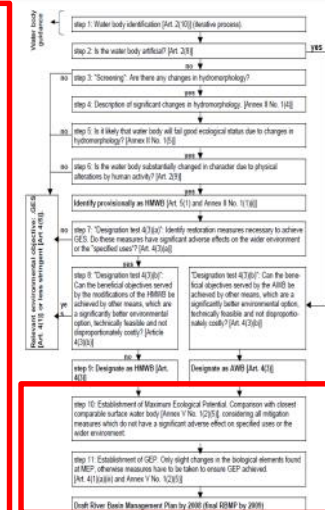 Water body
guidance
step 1: Water body identification [Art. 2(10)] (iterative process).
step 2: Is the water body artificial? [Art. 2(8)]
yes
no
no
step 3: "Screening": Are there any changes in hydromorphology?
yes
step 4: Description of significant changes in hydromorphology. [Annex II No. 1(4)]
no
step 5: Is it likely that water body will fail good ecological status due to changes in
hydromorphology? [Annex II No. 1(5)]
yes
no
step 6: Is the water body substantially changed in character due to physical
alterations by human activity? [Art. 2(9)]
yes
Identify provisionally as HMWB [Art. 5(1) and Annex II No. 1(1)(i)]
no
step 7: "Designation test 4(3)(a)": Identify restoration measures necessary to achieve
GES. Do these measures have significant adverse effects on the wider environment
or the "specified uses"? [Art. 4(3)(a)]
Relevant environmental objective: GES
[Art. 4(1)] or less stringent [Art. 4(5)].
yes
step 8: "Designation test 4(3)(b)":
Can the beneficial objectives served
by the modifications of the HMWB be
achieved by other means, which are
a significantly better environmental
option, technically feasible and not
disproportionately costly? [Article
4(3)(b)]
"Designation test 4(3)(b)": Can the bene-
ficial objectives served by the AWB be
achieved by other means, which are a
significantly better environmental option,
technically feasible and not dispropor-
tionately costly? [Art. 4(3)(b)]
no
no
step 9: Designate as HMWB [Art.
4(3)]
Designate as AWB [Art. 4(3)]
step 10: Establishment of Maximum Ecological Potential. Comparison with closest
comparable surface water body [Annex V No. 1(2)(5)], considering all mitigation
measures which do not have a significant adverse effect on specified uses or the
wider environment.
step 11: Establishment of GEP. Only slight changes in the biological elements found
at MEP, otherwise measures have to be taken to ensure GEP achieved.
[Art. 4(1)(a)(iii) and Annex V No. 1(2)(5)]
Draft River Basin Management Plan by 2008 (final RBMP by 2009)